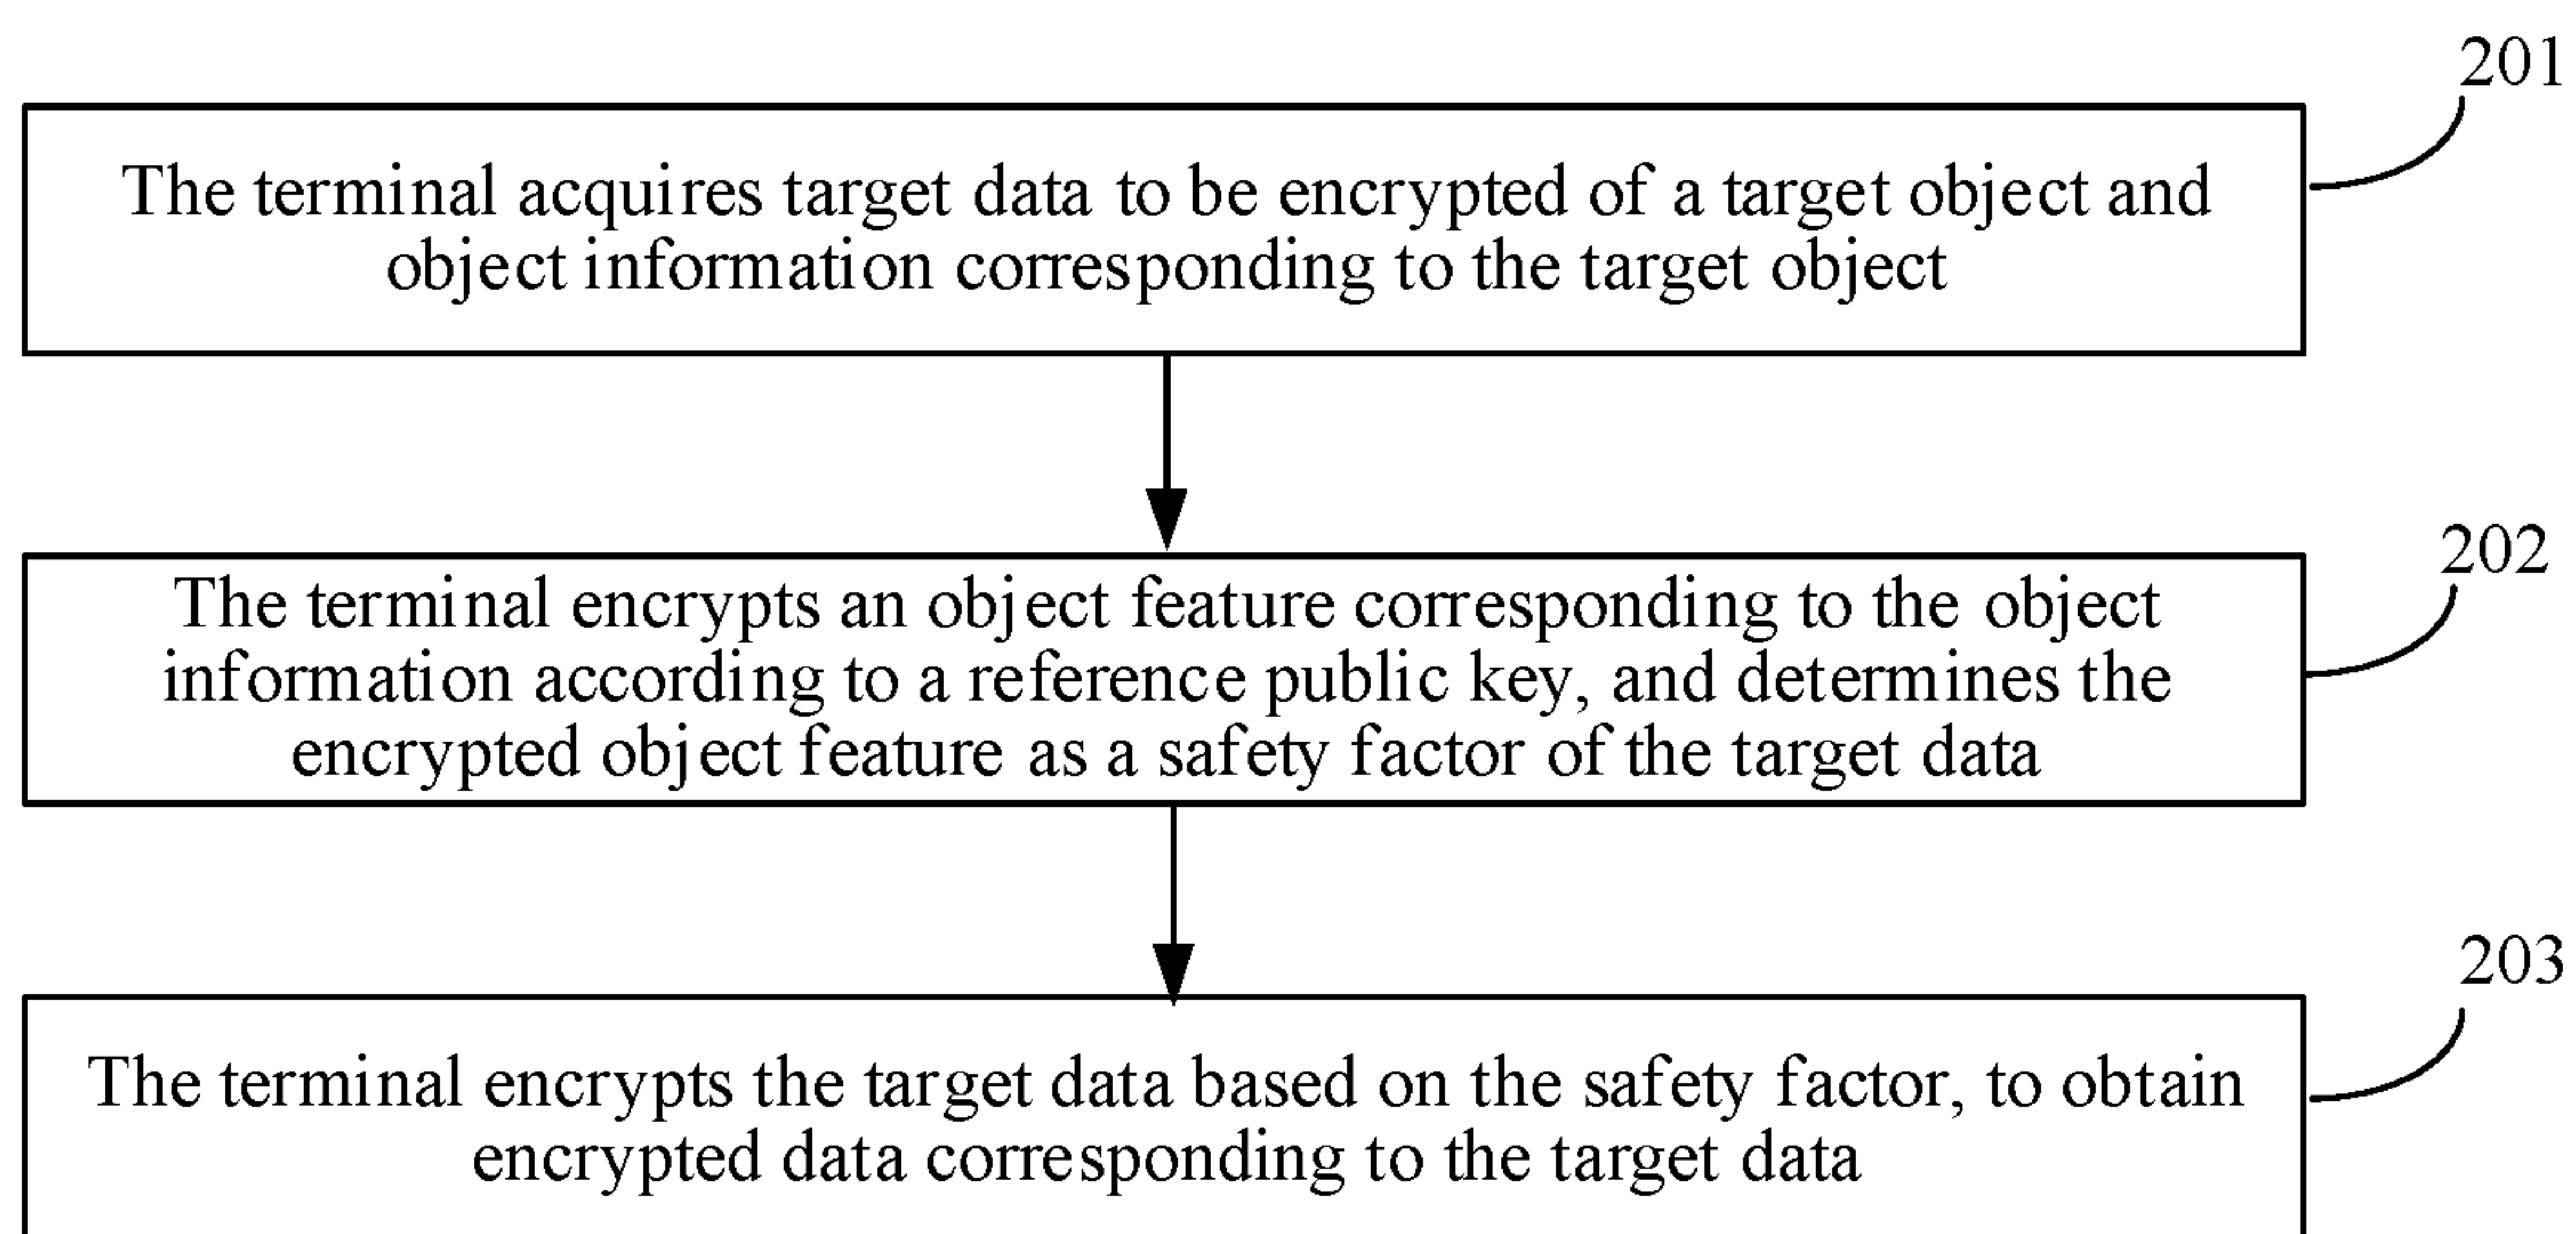 201
The terminal acquires target data to be encrypted of a target object and
object information corresponding to the target object
202
The terminal encrypts an object feature corresponding to the object
information according to a reference public key, and determines the
encrypted object feature as a safety factor of the target data
203
The terminal encrypts the target data based on the safety factor, to obtain
encrypted data corresponding to the target data